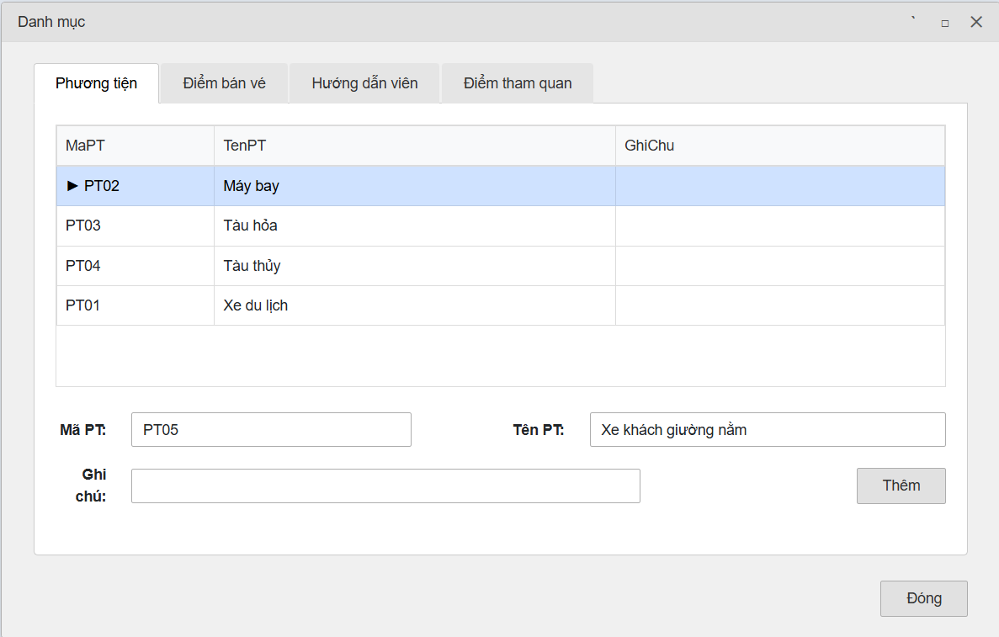 Danh mục
Phương tiện Điểm bán vé Hướng dẫn viên Điểm tham quan
MaPT TenPT GhiChu
► PT02 Máy bay
PT03 Tàu hỏa
PT04 Tàu thủy
PT01 Xe du lịch
Mã PT: PT05 Tên PT: Xe khách giường nằm
Ghi
chú:
Thêm
Đóng